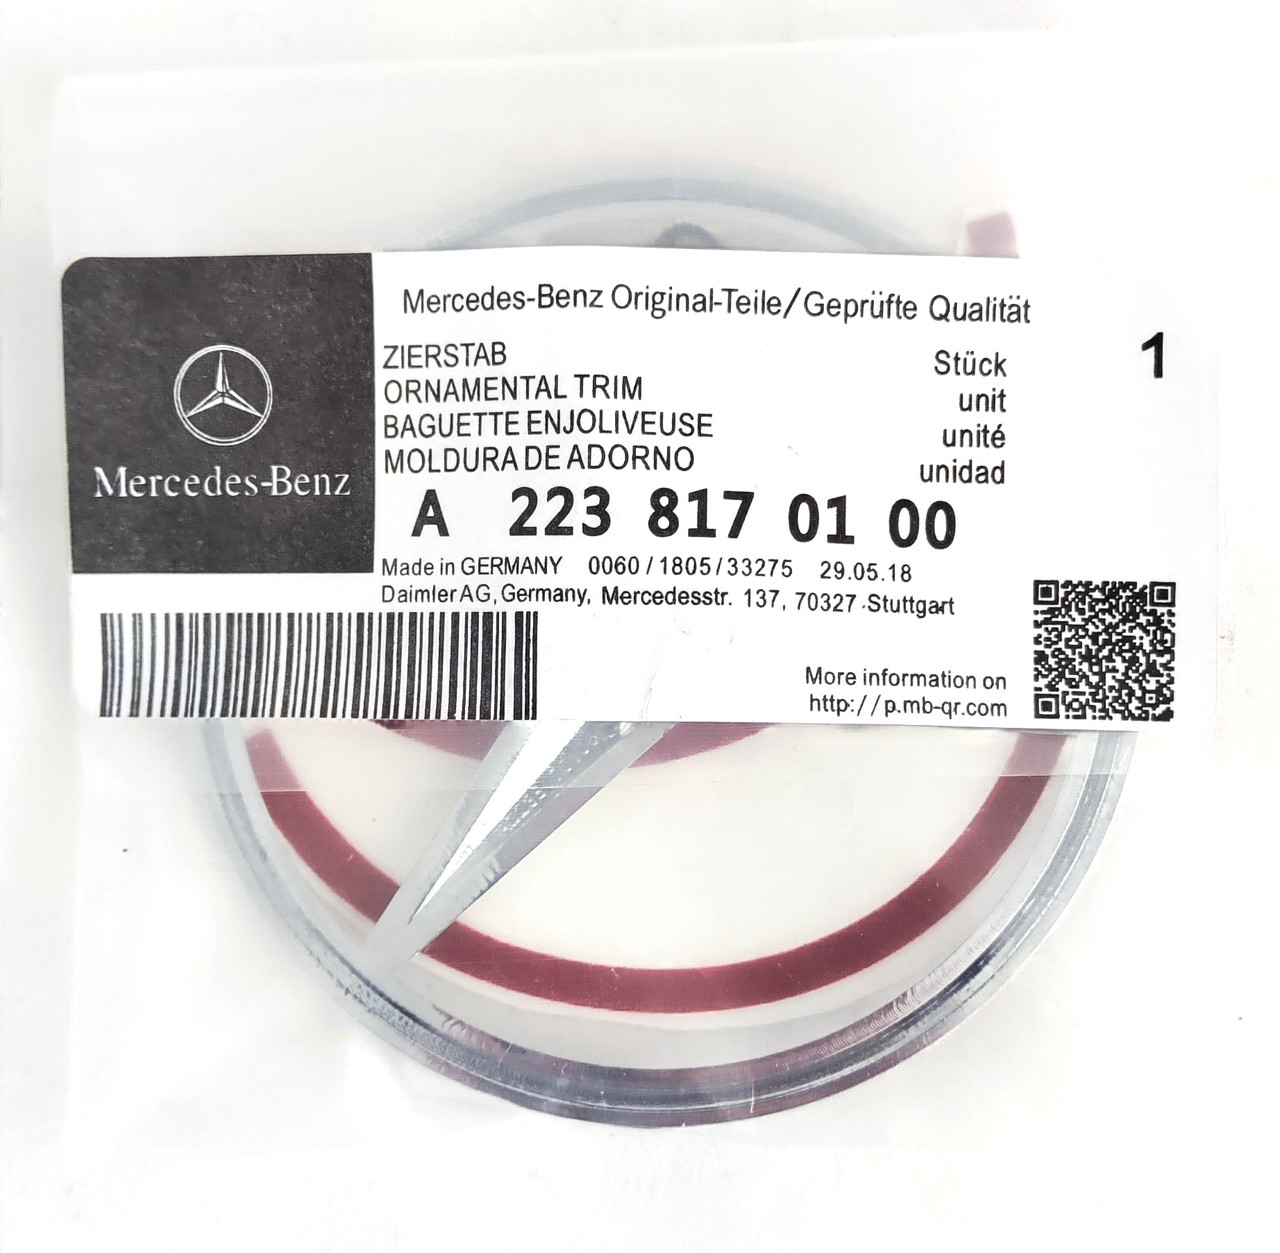 Mercedes-Benz Original-Teile/Geprüfte Qualität
1
ZIERSTAB Stück
ORNAMENTAL TRIM unit
BAGUETTE ENJOLIVEUSE unité
MOLDURA DE ADORNO unidad
Mercedes-Benz
A 223 817 01 00
Made in GERMANY 0060/1805/33275 29.05.18
Daimler AG, Germany, Mercedesstr. 137, 70327 Stuttgart
More information on
http://p.mb-qr.com